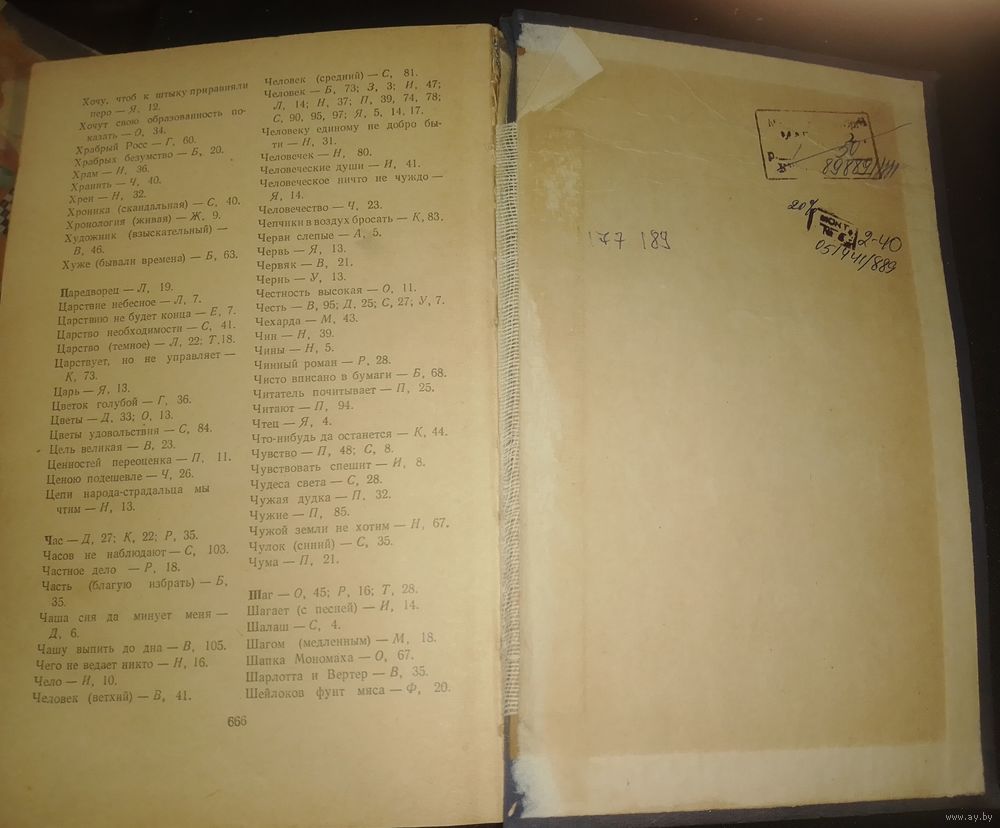 Хочу, чтоб к штыку приравняли
перо — Я, 12.
Хочут свою образованность по-
казать — О, 34.
Храбрый Росс — Г, 60.
Храбрых безумство — Б, 20.
Храм — Н, 36.
Хранить — Ч, 40.
Хрен — Н, 32.
Хроника (скандальная) — С, 40.
Хронология (живая) — Ж, 9.
Художник (взыскательный) —
В, 46.
Хуже (бывали времена) — Б, 63.
Царедворец — Л, 19.
Царствие небесное — Л, 7.
Царствию не будет конца — Е, 7.
Царство необходимости — С, 41.
Царство (темное) — Л, 22; Т, 18.
Царствует, но не управляет —
К, 73.
Царь — Я, 13.
Цветок голубой — Г, 36.
Цветы — Д, 33; О, 13.
Цветы удовольствия — С, 84.
Цель великая — В, 23.
Ценностей переоценка — П, 11.
Ценою подешевле — Ч, 26.
Цепи народа-страдальца мы
чтим — Н, 13.
Час — Д, 27; К, 22; Р, 35.
Часов не наблюдают — С, 103.
Частное дело — Р, 18.
Часть (благую избрать) — Б,
35.
Чаша сия да минует меня —
Д, 6.
Чашу выпить до дна — В, 105.
Чего не ведает никто — Н, 16.
Чело — И, 10.
Человек (ветхий) — В, 41.
Человек (средний) — С, 81.
Человек — Б, 73; З, 3; И, 47;
Л, 14; Н, 37; П, 39, 74, 78;
С, 90, 95, 97; Я, 5, 14, 17.
Человеку единому не добро бы-
ти — Н, 31.
Человечек — Н, 80.
Человеческие души — И, 41.
Человеческое ничто не чуждо —
Я, 14.
Человечество — Ч, 23.
Чепчики в воздух бросать — К, 83.
Черви слепые — А, 5.
Червь — Я, 13.
Червяк — В, 21.
Чернь — У, 13.
Честность высокая — О, 11.
Честь — В, 95; Д, 25; С, 27; У, 7.
Чехарда — М, 43.
Чин — Н, 39.
Чины — Н, 5.
Чинный роман — Р, 28.
Чисто вписано в бумаги — Б, 68.
Читатель почитывает — П, 25.
Читают — П, 94.
Чтец — Я, 4.
Что-нибудь да останется — К, 44.
Чувство — П, 48; С, 8.
Чувствовать спешит — И, 8.
Чудеса света — С, 28.
Чужая дудка — П, 32.
Чужие — П, 85.
Чужой земли не хотим — Н, 67.
Чулок (синий) — С, 35.
Чума — П, 21.
Шаг — О, 45; Р, 16; Т, 28.
Шагает (с песней) — И, 14.
Шалаш — С, 4.
Шагом (медленным) — М, 18.
Шапка Мономаха — О, 67.
Шарлотта и Вертер — В, 35.
Шейлоков фунт мяса — Ф, 20.
666
177 189
2-40
www.ay.by